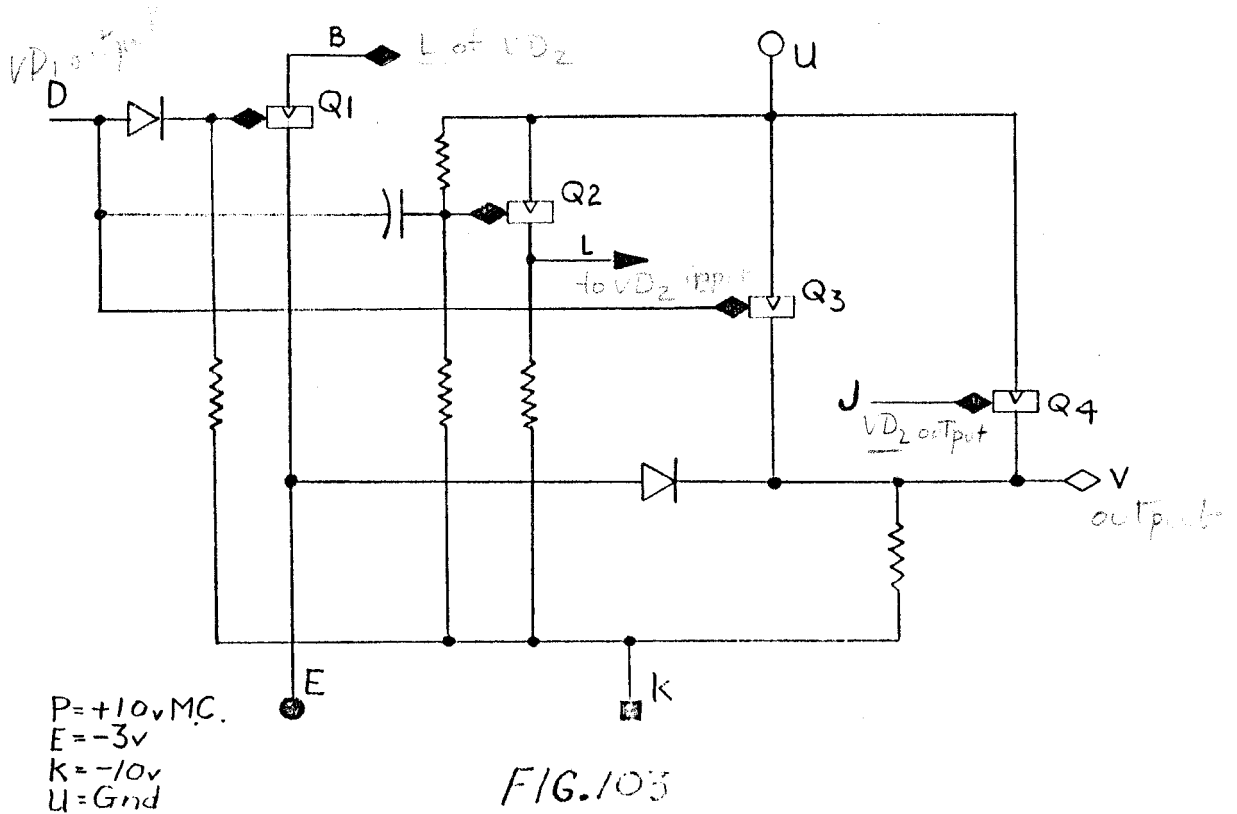 VD1 output
D
B
L of VD2
Q1
U
Q2
L
to VD2 input
Q3
J
VD2 output
Q4
V
output
E
K
P=+10v M.C.
E=-3v
K=-10v
U=Gnd
FIG.103